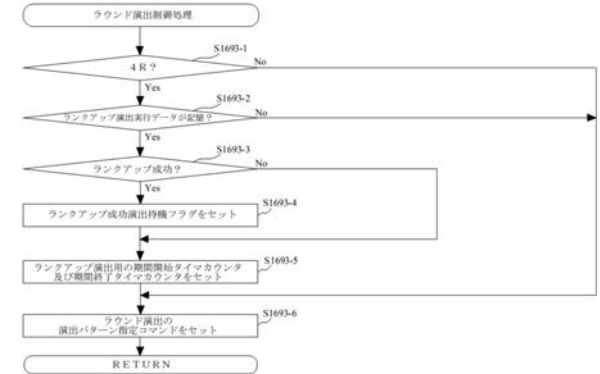 ラウンド演出制御処理
S1693-1
4R?
No
Yes
S1693-2
ランクアップ演出実行データが記憶?
No
Yes
S1693-3
ランクアップ成功?
No
Yes
S1693-4
ランクアップ成功演出待機フラグをセット
S1693-5
ランクアップ演出用の期間開始タイマカウンタ
及び期間終了タイマカウンタをセット
S1693-6
ラウンド演出の
演出パターン指定コマンドをセット
RETURN